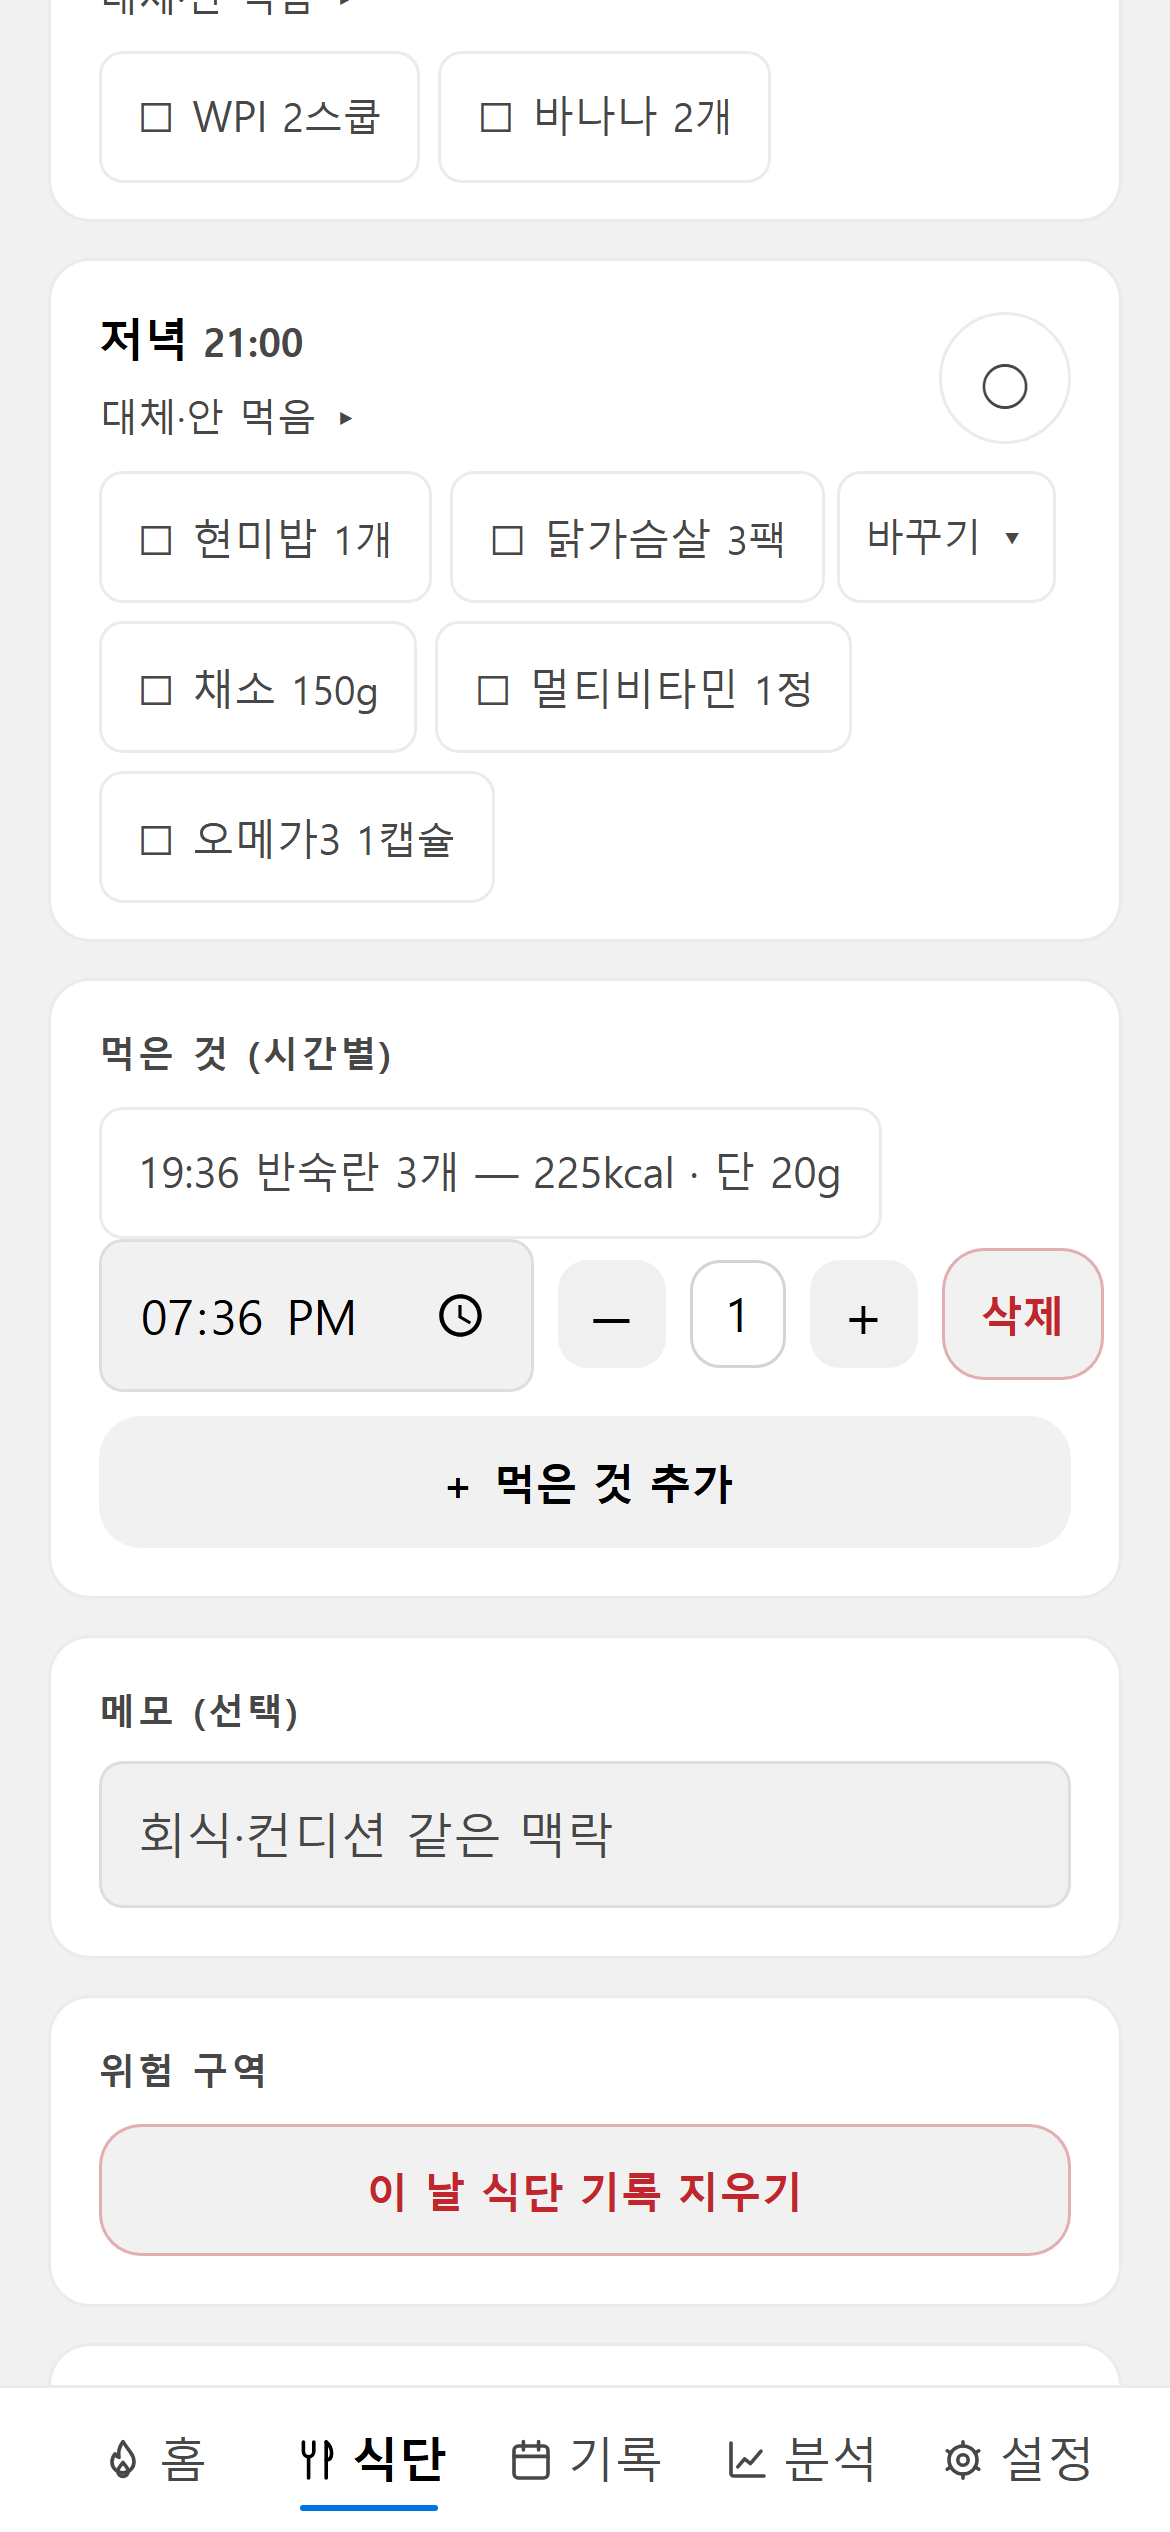 대체·안 먹음 ▸
☐ WPI 2스쿱 ☐ 바나나 2개
저녁 21:00
대체·안 먹음 ▸
☐ 현미밥 1개 ☐ 닭가슴살 3팩 바꾸기 ▾
☐ 채소 150g ☐ 멀티비타민 1정
☐ 오메가3 1캡슐
먹은 것 (시간별)
19:36 반숙란 3개 — 225kcal · 단 20g
07:36 PM − 1 + 삭제
+ 먹은 것 추가
메모 (선택)
회식·컨디션 같은 맥락
위험 구역
이 날 식단 기록 지우기
홈 식단 기록 분석 설정